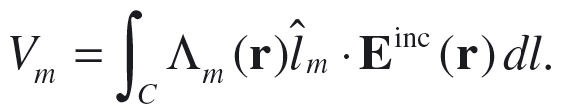 V_m = ∫_C Λ_m (𝐫) l̂_m · 𝐄^inc (𝐫) dl.